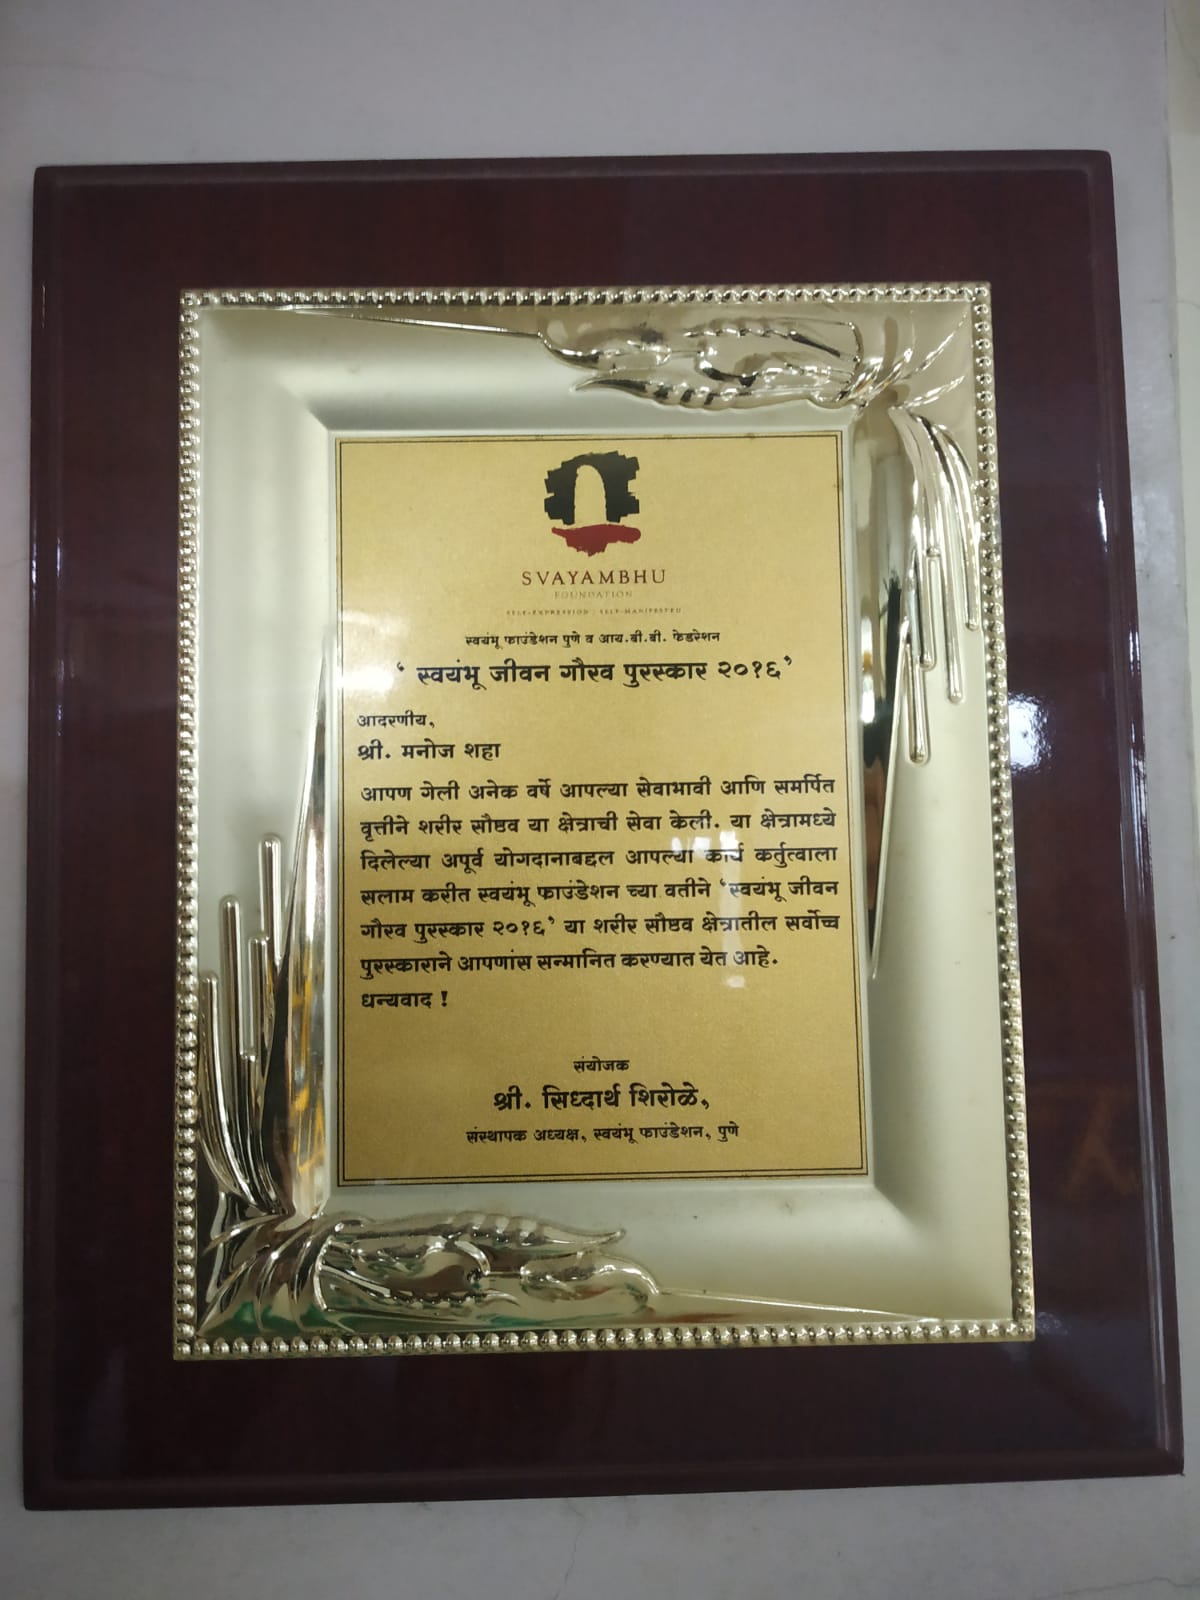 SVAYAMBHU
FOUNDATION
SELF-EXPRESSION | SELF-MANIFESTED
स्वयंभू फाउंडेशन पुणे व आय.बी.बी. फेडरेशन
‘ स्वयंभू जीवन गौरव पुरस्कार २०१६’
आदरणीय,
श्री. मनोज शहा
आपण गेली अनेक वर्षे आपल्या सेवाभावी आणि समर्पित
वृत्तीने शरीर सौष्ठव या क्षेत्राची सेवा केली. या क्षेत्रामध्ये
दिलेल्या अपूर्व योगदानाबद्दल आपल्या कार्य कर्तुत्वाला
सलाम करीत स्वयंभू फाउंडेशन च्या वतीने ‘स्वयंभू जीवन
गौरव पुरस्कार २०१६’ या शरीर सौष्ठव क्षेत्रातील सर्वोच्च
पुरस्काराने आपणांस सन्मानित करण्यात येत आहे.
धन्यवाद !
संयोजक
श्री. सिध्दार्थ शिरोळे,
संस्थापक अध्यक्ष, स्वयंभू फाउंडेशन, पुणे